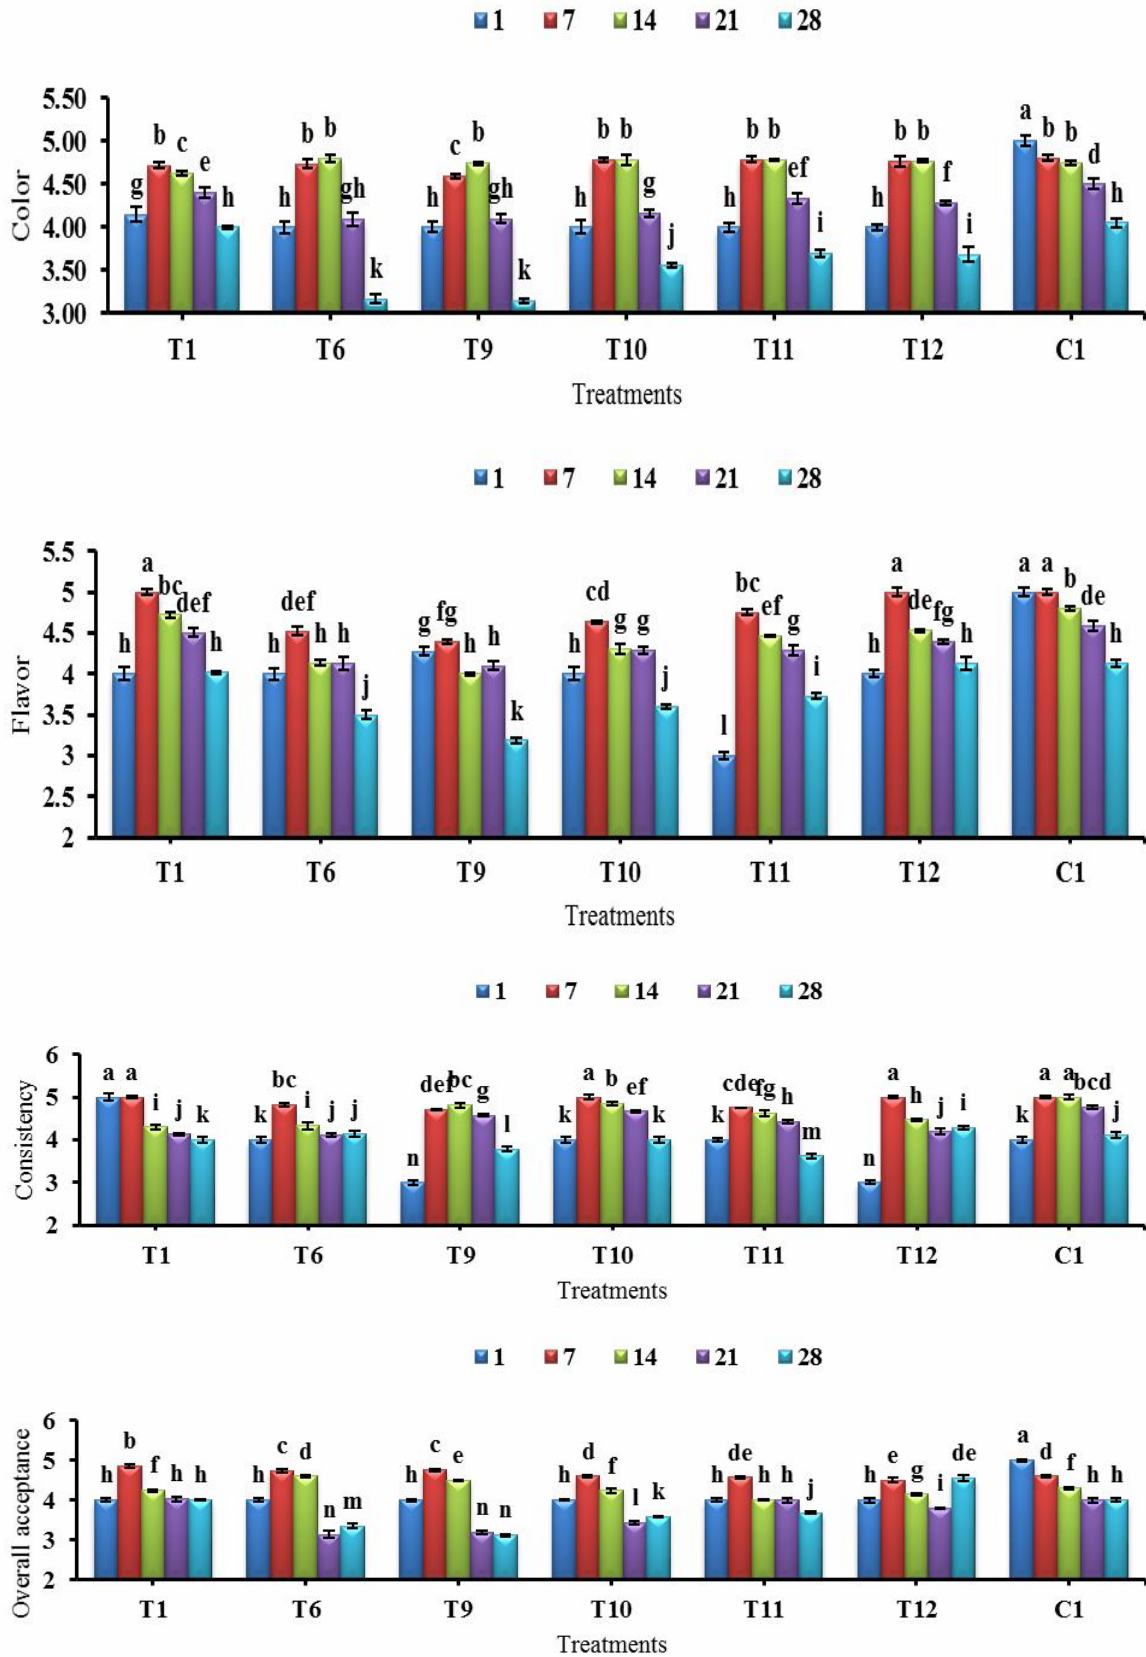 1 7 14 21 28
Color
5.50
5.00
4.50
4.00
3.50
3.00
g b c e h
h b b gh k
h c b gh k
h b b g j
h b b ef i
h b b f i
a b b d h
T1 T6 T9 T10 T11 T12 C1
Treatments
1 7 14 21 28
Flavor
5.5
5
4.5
4
3.5
3
2.5
2
h a bc def h
h def h h j
g fg h h k
h cd g g j
l bc ef g i
h a de fg h
a a b de h
T1 T6 T9 T10 T11 T12 C1
Treatments
1 7 14 21 28
Consistency
6
5
4
3
2
a a i j k
k bc i j j
n def bc g l
k a b ef k
k cde fg h m
n a h j i
k a a bcd j
T1 T6 T9 T10 T11 T12 C1
Treatments
1 7 14 21 28
Overall acceptance
6
5
4
3
2
h b f h h
h c d n m
h c e n n
h d f l k
h de h h j
h e g i de
a d f h h
T1 T6 T9 T10 T11 T12 C1
Treatments